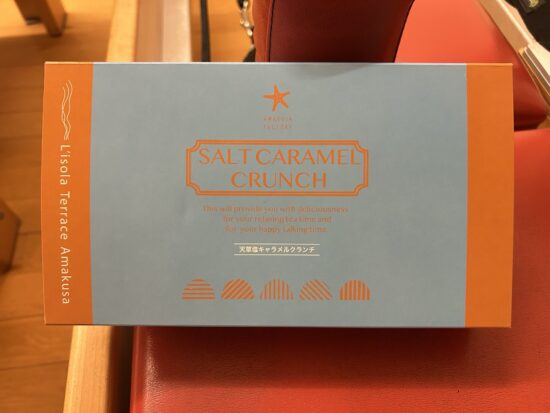 L'isola Terrace Amakusa
FACTORY
SALT CARAMEL
CRUNCH
This will provide you with deliciousness
for your relaxing tea time and
for your happy talking time.
天草塩キャラメルクランチ